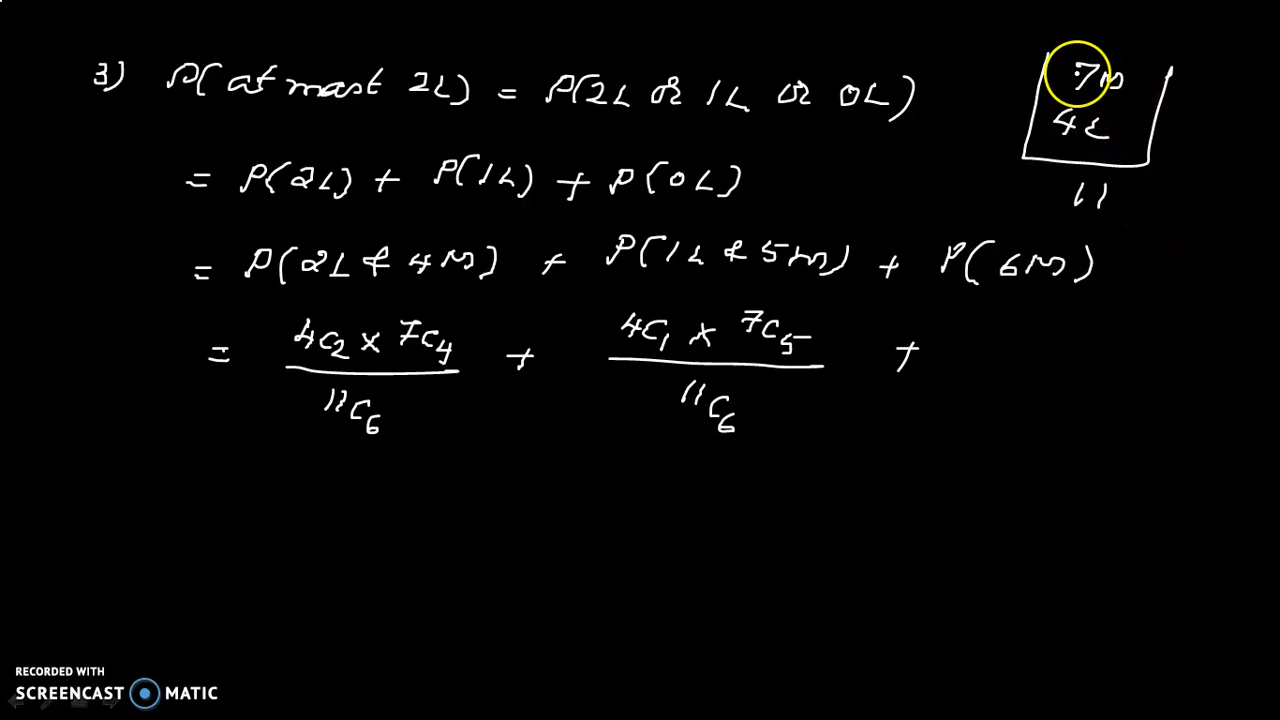 3) P(at mast 2L) = P(2L or 1L or 0L)
7M
4L
11
= P(2L) + P(1L) + P(0L)
= P(2L & 4M) + P(1L & 5M) + P(6M)
= 4C2 x 7C4 / 11C6 + 4C1 x 7C5 / 11C6 +
RECORDED WITH
SCREENCAST MATIC